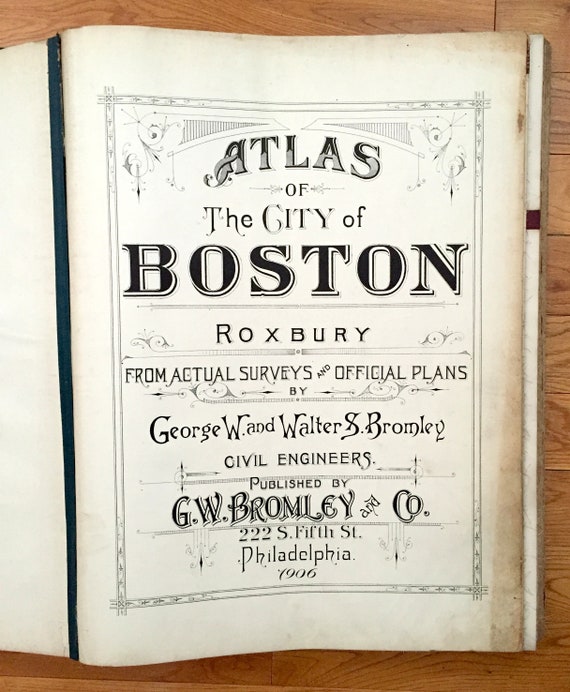 ATLAS
OF
The CITY of
BOSTON
ROXBURY
FROM ACTUAL SURVEYS AND OFFICIAL PLANS
BY
George W. and Walter S. Bromley
CIVIL ENGINEERS.
PUBLISHED BY
G.W. BROMLEY and CO.
222 S. Fifth St.
Philadelphia.
1906